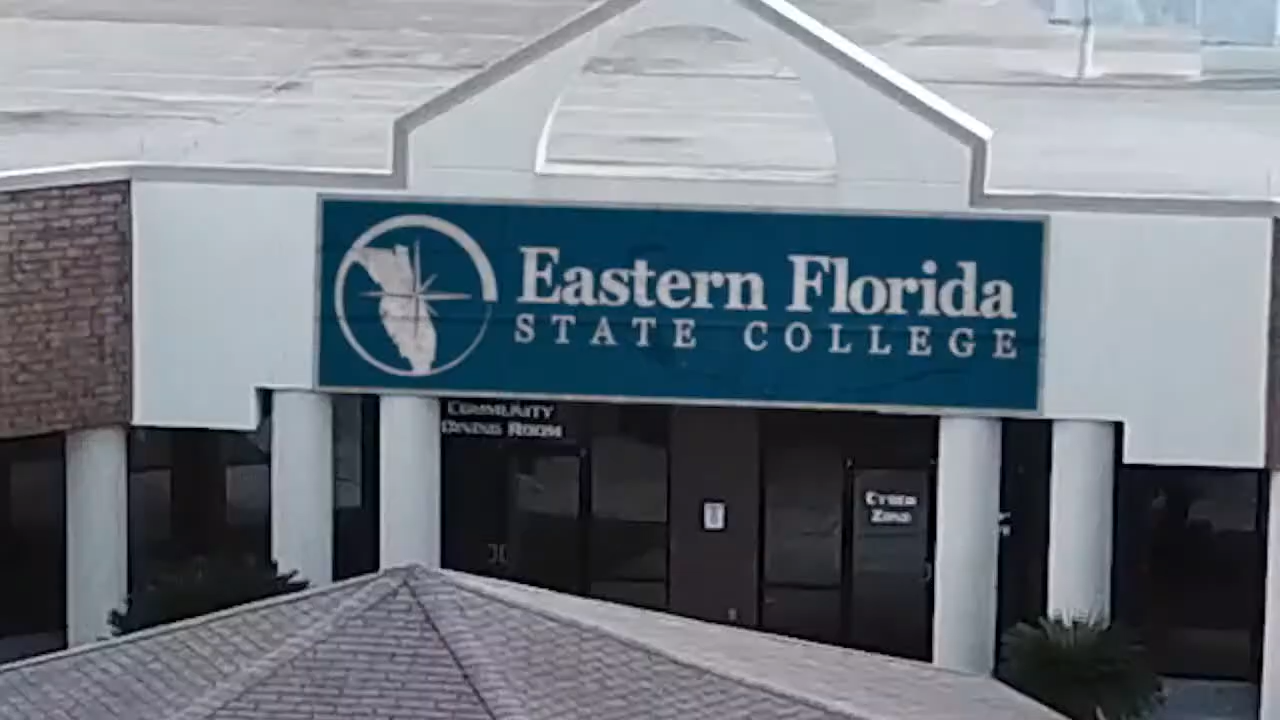 Eastern Florida
STATE COLLEGE
COMMUNITY
DINING ROOM
CYBER
ZONE